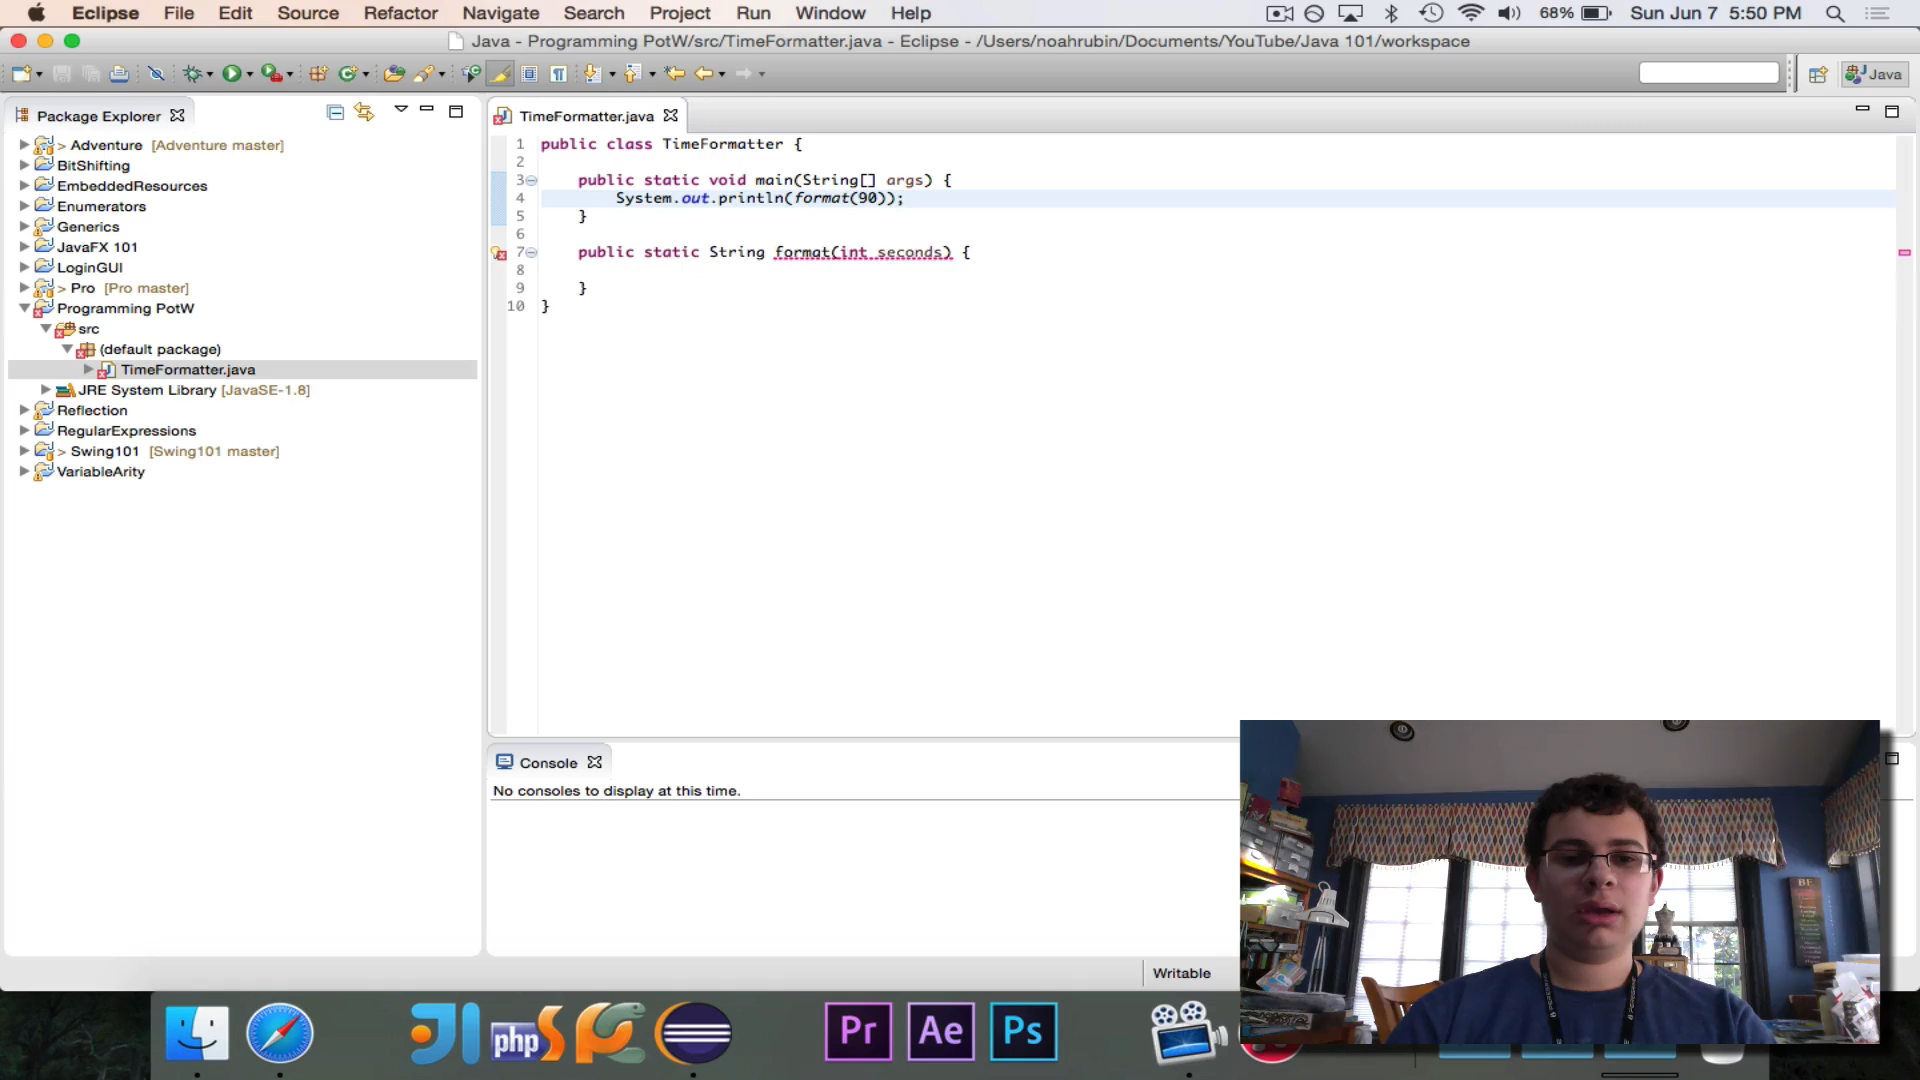 Eclipse File Edit Source Refactor Navigate Search Project Run Window Help 68% Sun Jun 7 5:50 PM
Java - Programming PotW/src/TimeFormatter.java - Eclipse - /Users/noahrubin/Documents/YouTube/Java 101/workspace
Java
Package Explorer
> Adventure [Adventure master]
BitShifting
EmbeddedResources
Enumerators
Generics
JavaFX 101
LoginGUI
> Pro [Pro master]
Programming PotW
src
(default package)
TimeFormatter.java
JRE System Library [JavaSE-1.8]
Reflection
RegularExpressions
> Swing101 [Swing101 master]
VariableArity
TimeFormatter.java
1 public class TimeFormatter {
2
3 public static void main(String[] args) {
4 System.out.println(format(90));
5 }
6
7 public static String format(int seconds) {
8
9 }
10 }
Console
No consoles to display at this time.
Writable
BE
php
Pr
Ae
Ps